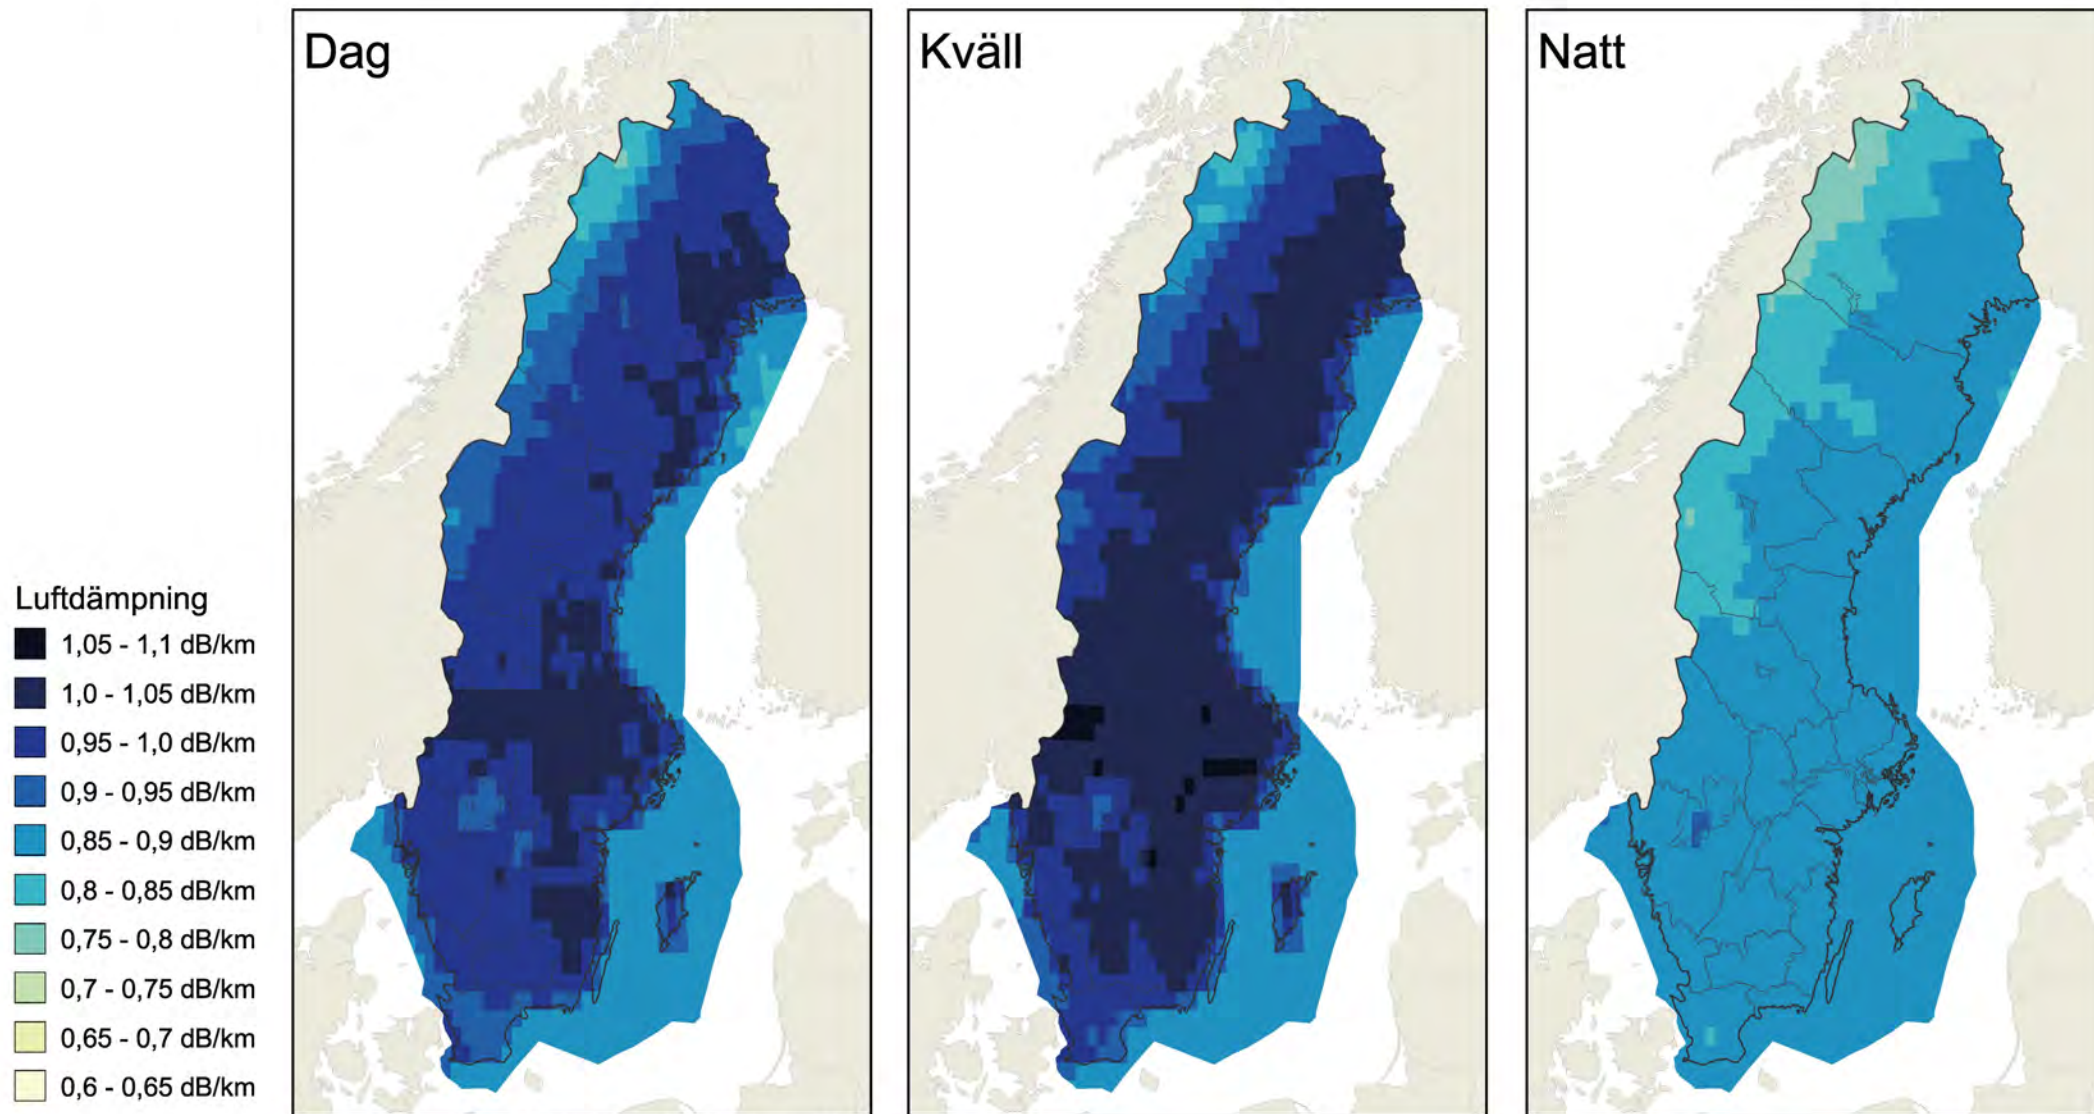 Dag
Kväll
Natt
Luftdämpning
1,05 - 1,1 dB/km
1,0 - 1,05 dB/km
0,95 - 1,0 dB/km
0,9 - 0,95 dB/km
0,85 - 0,9 dB/km
0,8 - 0,85 dB/km
0,75 - 0,8 dB/km
0,7 - 0,75 dB/km
0,65 - 0,7 dB/km
0,6 - 0,65 dB/km